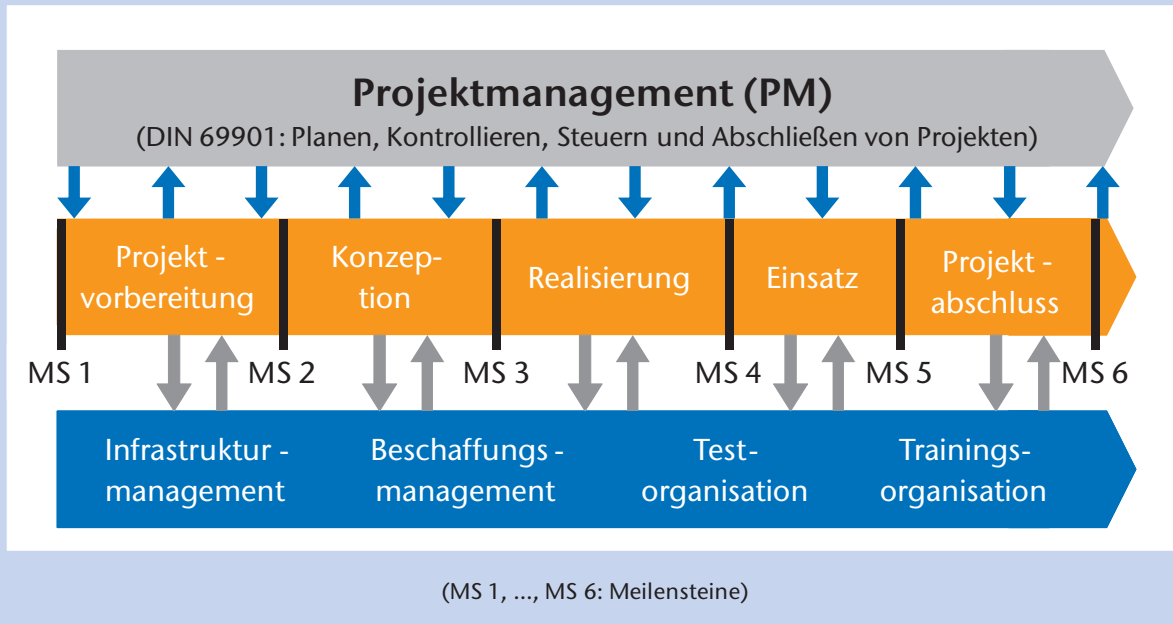 Projektmanagement (PM)
(DIN 69901: Planen, Kontrollieren, Steuern und Abschließen von Projekten)
Projekt -
vorbereitung
Konzep-
tion
Realisierung
Einsatz
Projekt -
abschluss
MS 1
MS 2
MS 3
MS 4
MS 5
MS 6
Infrastruktur -
management
Beschaffungs -
management
Test-
organisation
Trainings-
organisation
(MS 1, ..., MS 6: Meilensteine)